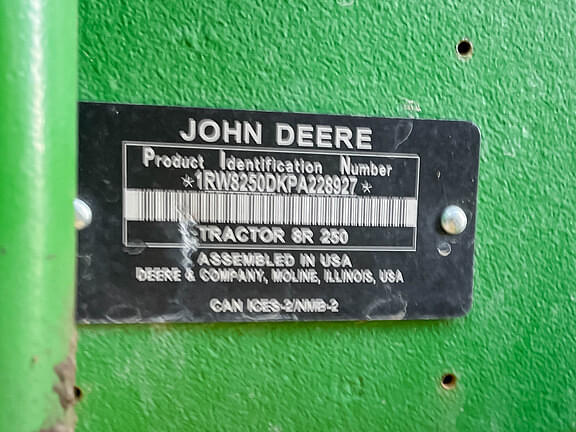 JOHN DEERE
Product Identification Number
*1RW8250DKPA228927*
TRACTOR 8R 250
ASSEMBLED IN USA
DEERE & COMPANY, MOLINE, ILLINOIS, USA
CAN ICES-2/NMB-2